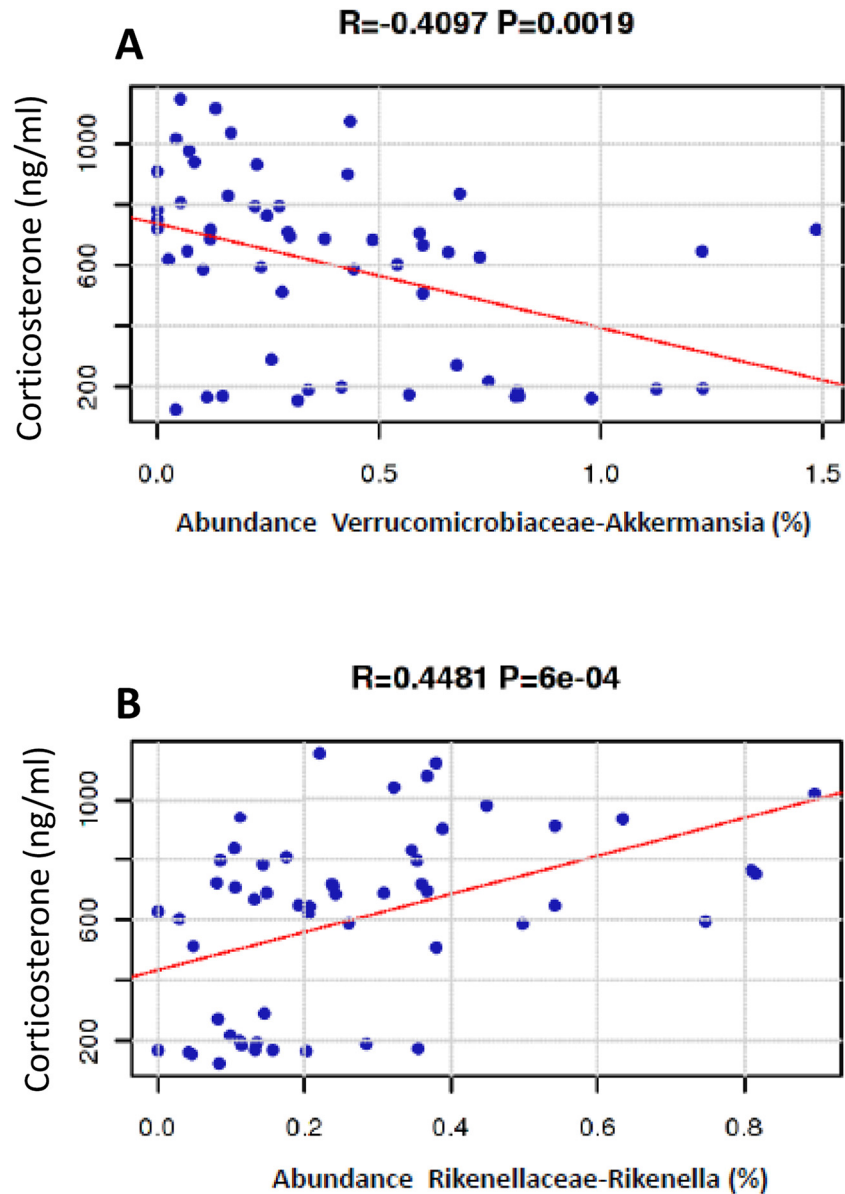 R=-0.4097 P=0.0019
A
Corticosterone (ng/ml)
1000
600
200
0.0 0.5 1.0 1.5
Abundance Verrucomicrobiaceae-Akkermansia (%)
R=0.4481 P=6e-04
B
Corticosterone (ng/ml)
1000
600
200
0.0 0.2 0.4 0.6 0.8
Abundance Rikenellaceae-Rikenella (%)